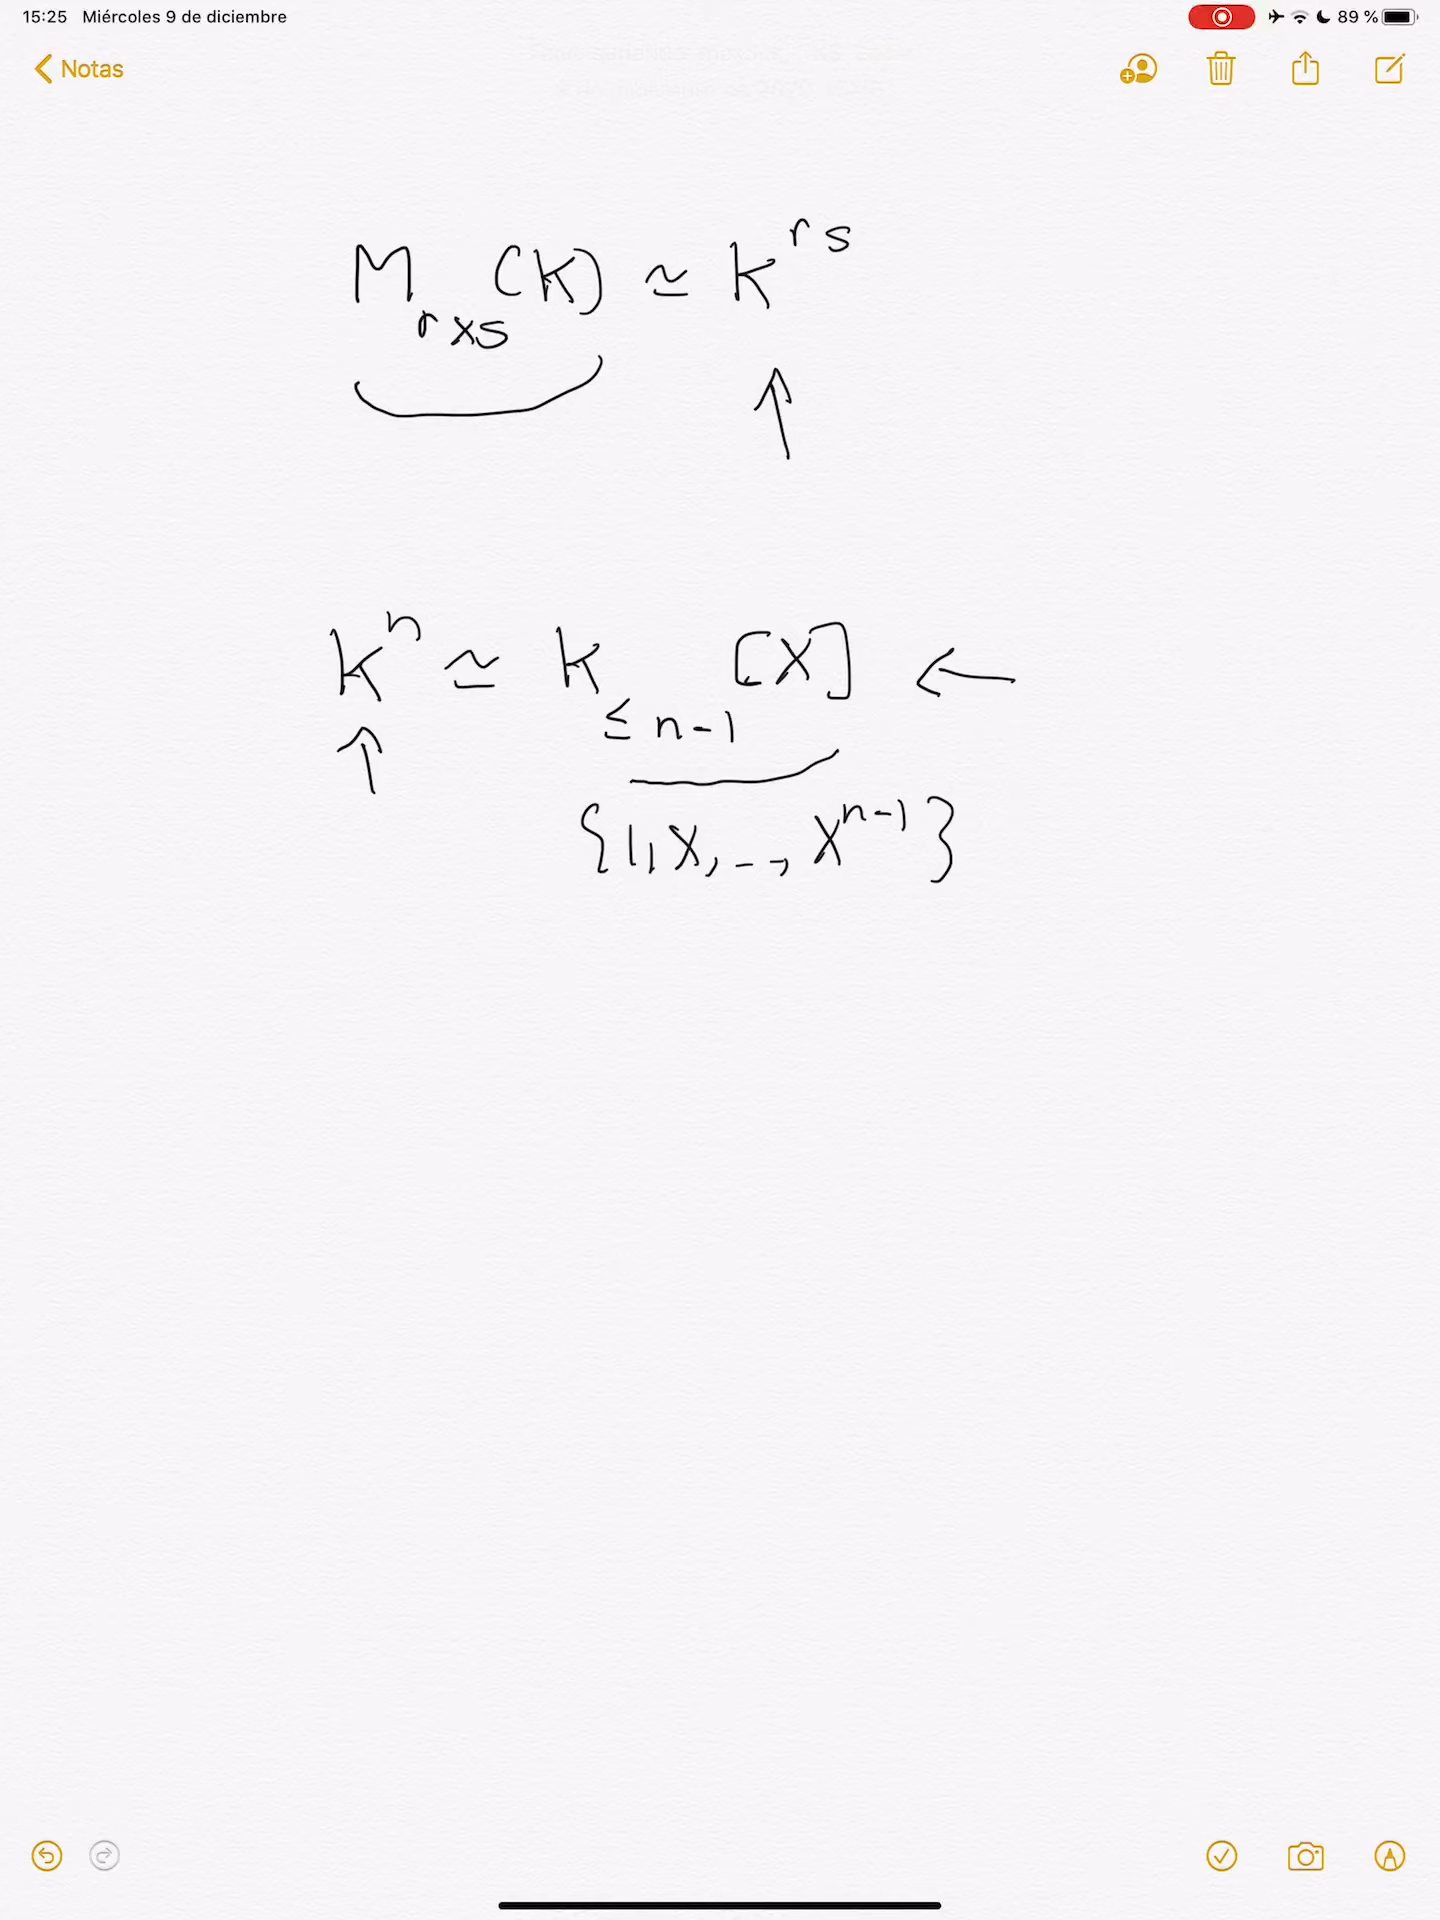 15:25 Miércoles 9 de diciembre 89 %
Notas
M_{r×s}(K) ≃ K^{rs}
K^n ≃ K_{≤n-1}[X] ←
{1,X,..,X^{n-1}}